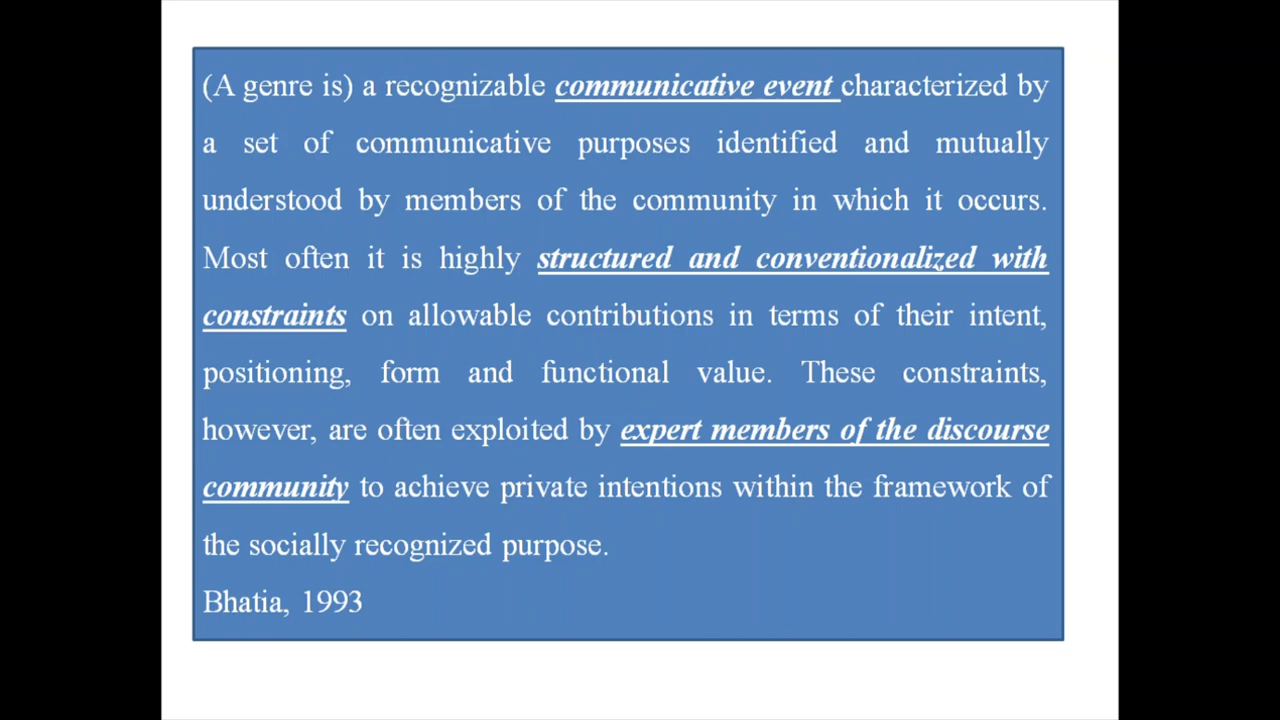 (A genre is) a recognizable communicative event characterized by
a set of communicative purposes identified and mutually
understood by members of the community in which it occurs.
Most often it is highly structured and conventionalized with
constraints on allowable contributions in terms of their intent,
positioning, form and functional value. These constraints,
however, are often exploited by expert members of the discourse
community to achieve private intentions within the framework of
the socially recognized purpose.
Bhatia, 1993